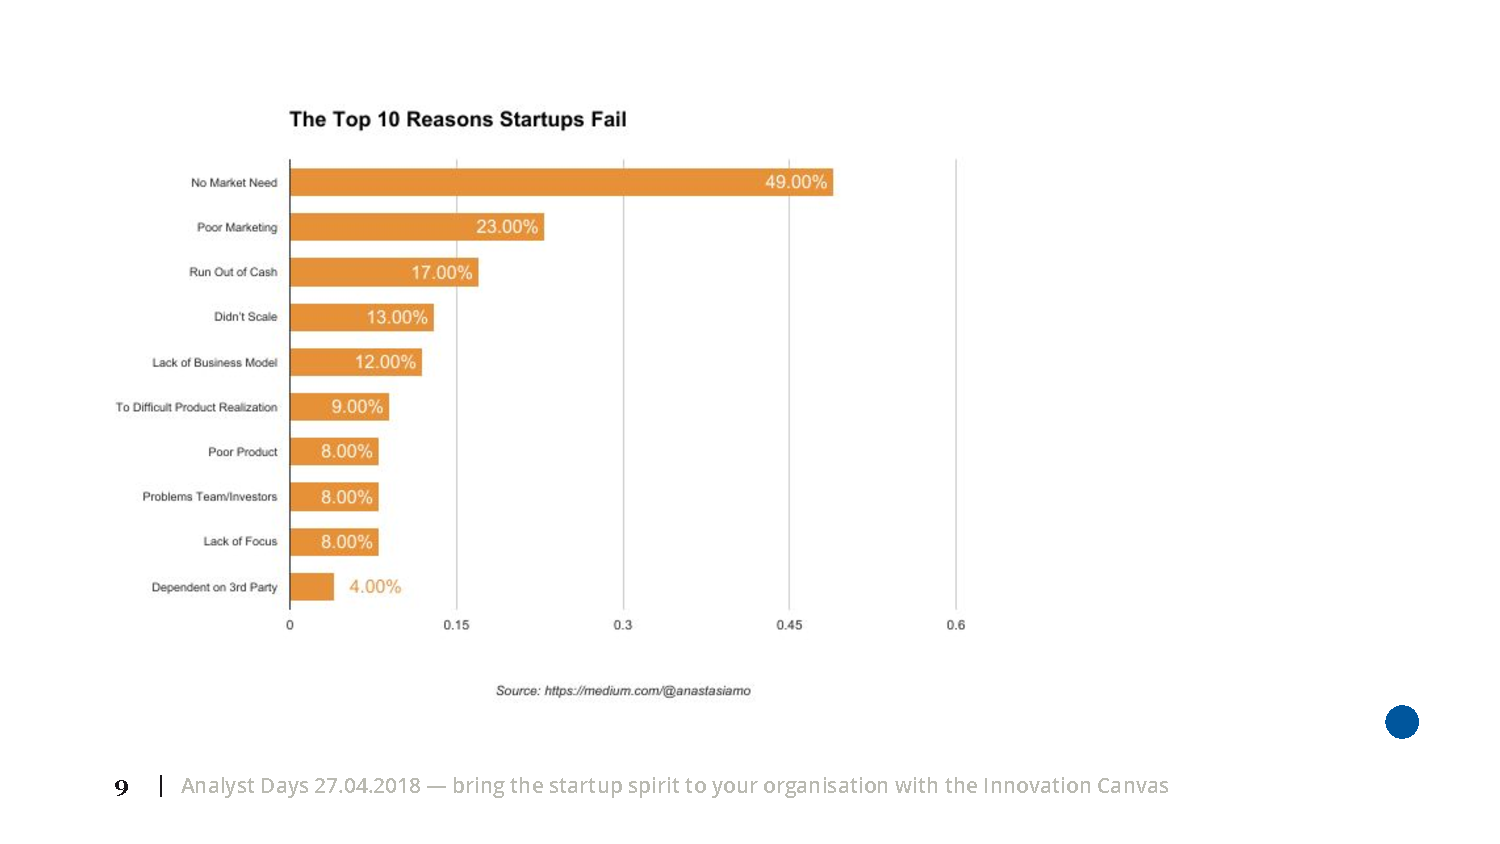 The Top 10 Reasons Startups Fail
No Market Need 49.00%
Poor Marketing 23.00%
Run Out of Cash 17.00%
Didn't Scale 13.00%
Lack of Business Model 12.00%
To Difficult Product Realization 9.00%
Poor Product 8.00%
Problems Team/Investors 8.00%
Lack of Focus 8.00%
Dependent on 3rd Party 4.00%
0 0.15 0.3 0.45 0.6
Source: https://medium.com/@anastasiamo
9 | Analyst Days 27.04.2018 — bring the startup spirit to your organisation with the Innovation Canvas